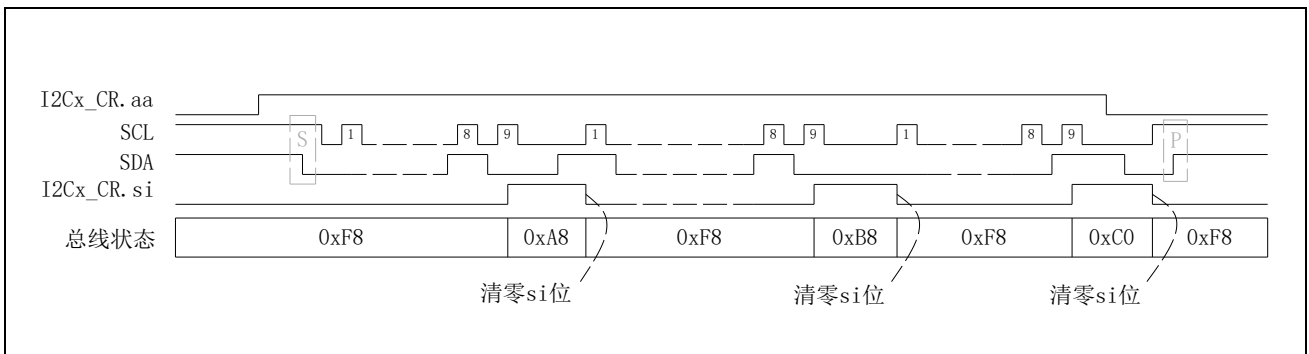 I2Cx_CR.aa
SCL S 1 8 9 1 8 9 1 8 9 P
SDA
I2Cx_CR.si
总线状态 0xF8 0xA8 0xF8 0xB8 0xF8 0xC0 0xF8
清零si位 清零si位 清零si位